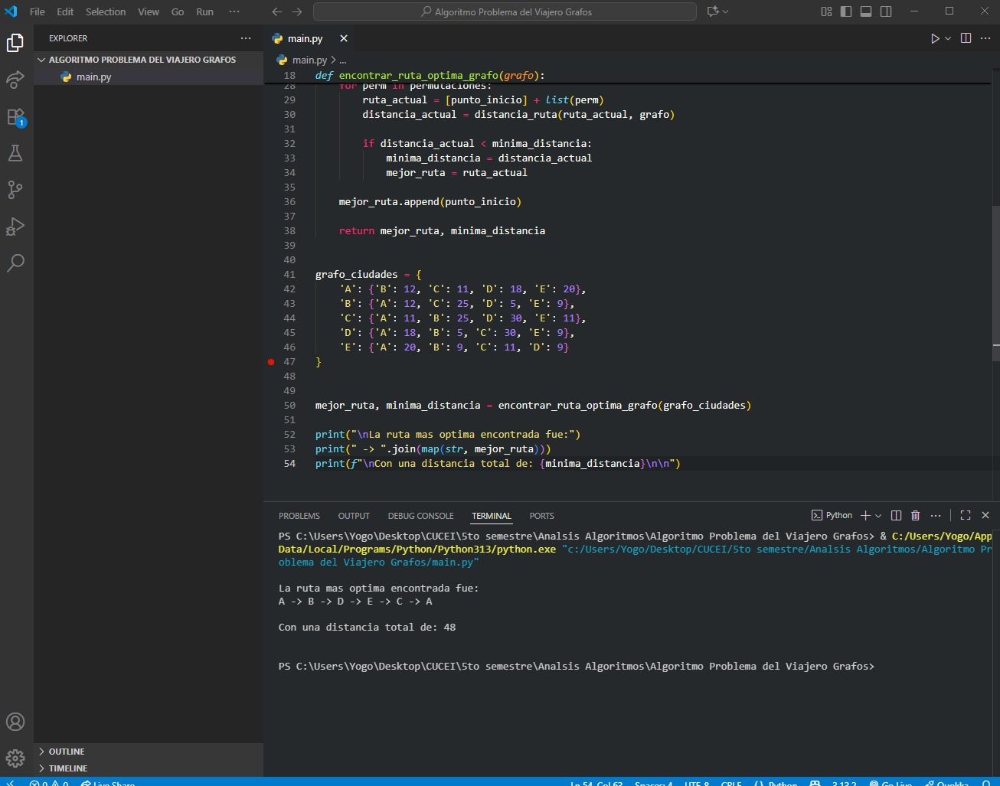 File Edit Selection View Go Run ···
Algoritmo Problema del Viajero Grafos
EXPLORER
ALGORITMO PROBLEMA DEL VIAJERO GRAFOS
main.py
1
main.py
main.py > ...
18 def encontrar_ruta_optima_grafo(grafo):
28 for perm in permutaciones:
29 ruta_actual = [punto_inicio] + list(perm)
30 distancia_actual = distancia_ruta(ruta_actual, grafo)
31
32 if distancia_actual < minima_distancia:
33 minima_distancia = distancia_actual
34 mejor_ruta = ruta_actual
35
36 mejor_ruta.append(punto_inicio)
37
38 return mejor_ruta, minima_distancia
39
40
41 grafo_ciudades = {
42 'A': {'B': 12, 'C': 11, 'D': 18, 'E': 20},
43 'B': {'A': 12, 'C': 25, 'D': 5, 'E': 9},
44 'C': {'A': 11, 'B': 25, 'D': 30, 'E': 11},
45 'D': {'A': 18, 'B': 5, 'C': 30, 'E': 9},
46 'E': {'A': 20, 'B': 9, 'C': 11, 'D': 9}
47 }
48
49
50 mejor_ruta, minima_distancia = encontrar_ruta_optima_grafo(grafo_ciudades)
51
52 print("\nLa ruta mas optima encontrada fue:")
53 print(" -> ".join(map(str, mejor_ruta)))
54 print(f"\nCon una distancia total de: {minima_distancia}\n\n")
PROBLEMS OUTPUT DEBUG CONSOLE TERMINAL PORTS
Python
PS C:\Users\Yogo\Desktop\CUCEI\5to semestre\Analsis Algoritmos\Algoritmo Problema del Viajero Grafos> & C:/Users/Yogo/App
Data/Local/Programs/Python/Python313/python.exe "c:/Users/Yogo/Desktop/CUCEI/5to semestre/Analsis Algoritmos/Algoritmo Pr
oblema del Viajero Grafos/main.py"
La ruta mas optima encontrada fue:
A -> B -> D -> E -> C -> A
Con una distancia total de: 48
PS C:\Users\Yogo\Desktop\CUCEI\5to semestre\Analsis Algoritmos\Algoritmo Problema del Viajero Grafos>
OUTLINE
TIMELINE
0 0 Live Share Ln 54, Col 63 Spaces: 4 UTF-8 CRLF {} Python 3.13.2 Go Live Quokka